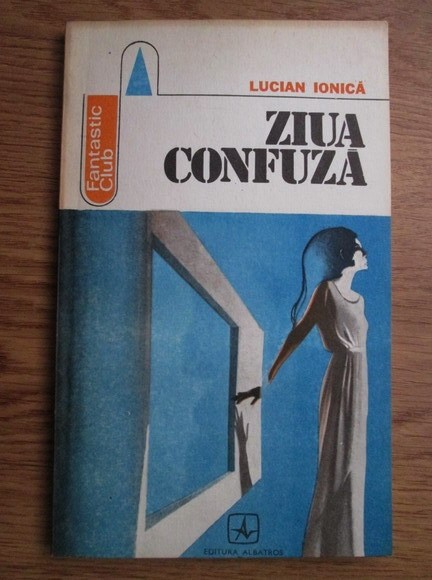 LUCIAN IONICĂ
ZIUA
CONFUZĂ
Fantastic
Club
EDITURA ALBATROS